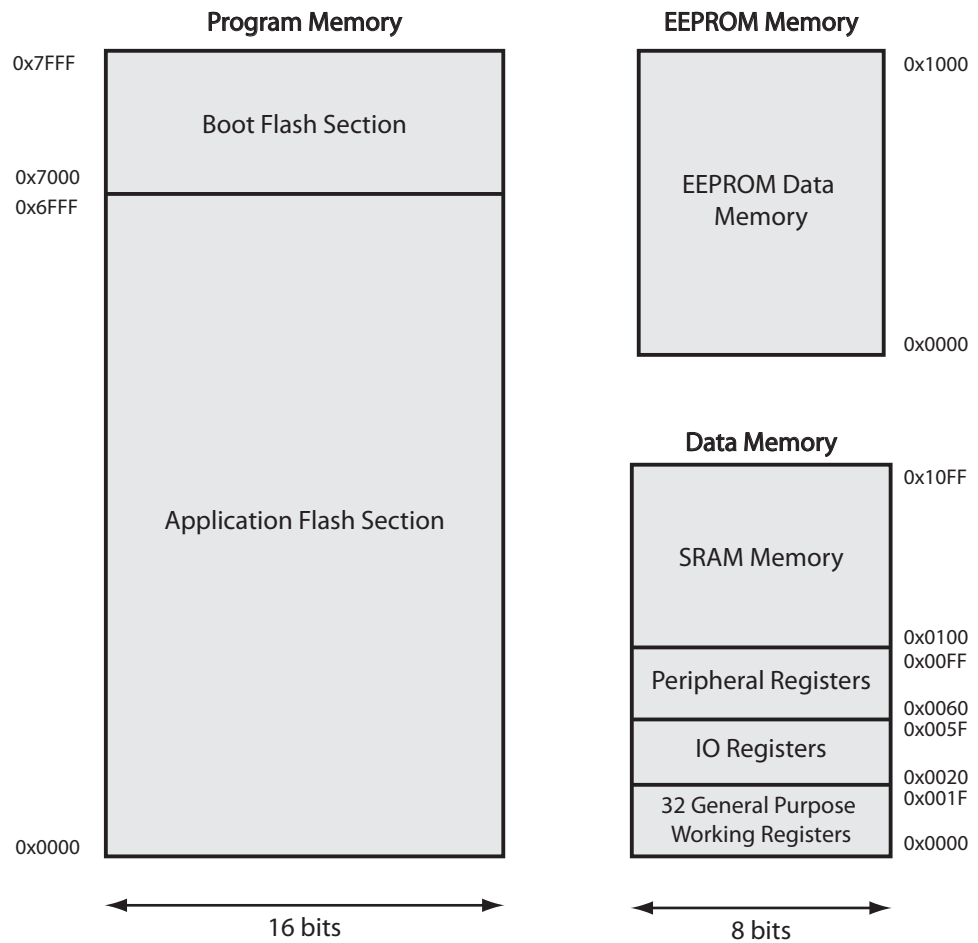 Program Memory
0x7FFF
Boot Flash Section
0x7000
0x6FFF
Application Flash Section
0x0000
16 bits
EEPROM Memory
0x1000
EEPROM Data
Memory
0x0000
Data Memory
0x10FF
SRAM Memory
0x0100
0x00FF
Peripheral Registers
0x0060
0x005F
IO Registers
0x0020
0x001F
32 General Purpose
Working Registers
0x0000
8 bits